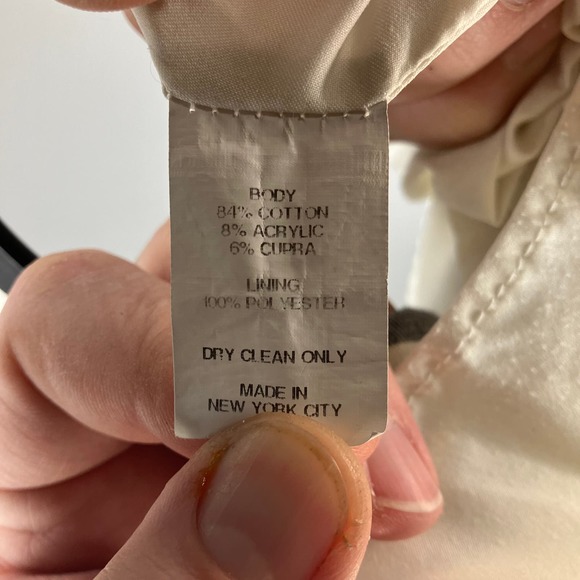 BODY
84% COTTON
8% ACRYLIC
6% CUPRA
LINING
100% POLYESTER
DRY CLEAN ONLY
MADE IN
NEW YORK CITY